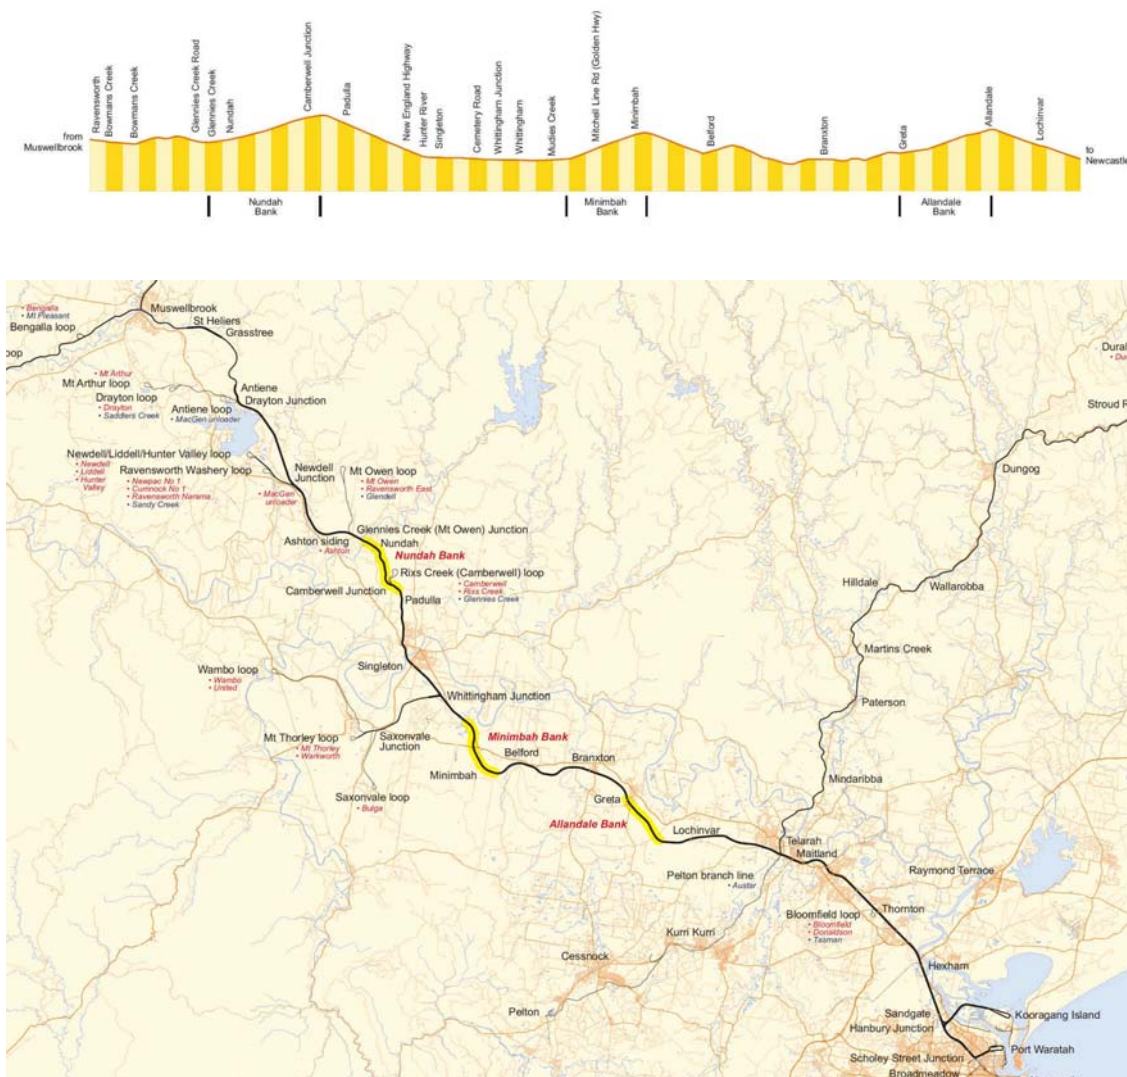 from
Muswellbrook
Ravensworth
Bowmans Creek
Bowmans Creek
Glennies Creek Road
Glennies Creek
Nundah
Camberwell Junction
Padulla
New England Highway
Hunter River
Singleton
Cemetery Road
Whittingham Junction
Whittingham
Mudies Creek
Mitchell Line Rd (Golden Hwy)
Minimbah
Belford
Branxton
Greta
Allandale
Lochinvar
to
Newcastle
Nundah
Bank
Minimbah
Bank
Allandale
Bank
• Bengalla
• Mt Pleasant
Bengalla loop
oop
Muswellbrook
St Heliers
Grasstree
• Mt Arthur
Mt Arthur loop
Drayton loop
• Drayton
• Saddlers Creek
Antiene
Drayton Junction
Antiene loop
• MacGen unloader
Newdell/Liddell/Hunter Valley loop
• Newdell
• Liddell
• Hunter
Valley
Ravensworth Washery loop
• Newpac No 1
• Cumnock No 1
• Ravensworth Narama
• Sandy Creek
Newdell
Junction
• MacGen
unloader
Mt Owen loop
• Mt Owen
• Ravensworth East
• Glendell
Glennies Creek (Mt Owen) Junction
Ashton siding
• Ashton
Nundah
Nundah Bank
Rixs Creek (Camberwell) loop
• Camberwell
• Rixs Creek
• Glennies Creek
Camberwell Junction
Padulla
Singleton
Wambo loop
• Wambo
• United
Whittingham Junction
Mt Thorley loop
• Mt Thorley
• Warkworth
Saxonvale
Junction
Saxonvale loop
• Bulga
Minimbah Bank
Minimbah
Belford
Branxton
Greta
Allandale Bank
Lochinvar
Dural
• Dur
Stroud R
Dungog
Hilldale
Wallarobba
Martins Creek
Paterson
Mindaribba
Telarah
Maitland
Raymond Terrace
Pelton branch line
• Austar
Bloomfield loop
• Bloomfield
• Donaldson
• Tasman
Thornton
Kurri Kurri
Cessnock
Pelton
Hexham
Sandgate
Hanbury Junction
Kooragang Island
Scholey Street Junction
Port Waratah
Broadmeadow